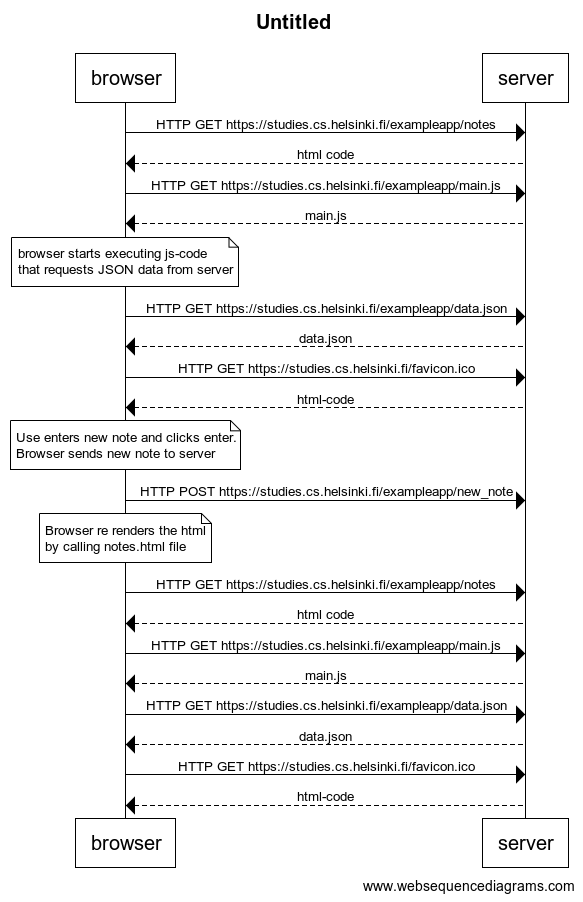 Untitled
browser
server
HTTP GET https://studies.cs.helsinki.fi/exampleapp/notes
html code
HTTP GET https://studies.cs.helsinki.fi/exampleapp/main.js
main.js
browser starts executing js-code
that requests JSON data from server
HTTP GET https://studies.cs.helsinki.fi/exampleapp/data.json
data.json
HTTP GET https://studies.cs.helsinki.fi/favicon.ico
html-code
Use enters new note and clicks enter.
Browser sends new note to server
HTTP POST https://studies.cs.helsinki.fi/exampleapp/new_note
Browser re renders the html
by calling notes.html file
HTTP GET https://studies.cs.helsinki.fi/exampleapp/notes
html code
HTTP GET https://studies.cs.helsinki.fi/exampleapp/main.js
main.js
HTTP GET https://studies.cs.helsinki.fi/exampleapp/data.json
data.json
HTTP GET https://studies.cs.helsinki.fi/favicon.ico
html-code
browser
server
www.websequencediagrams.com